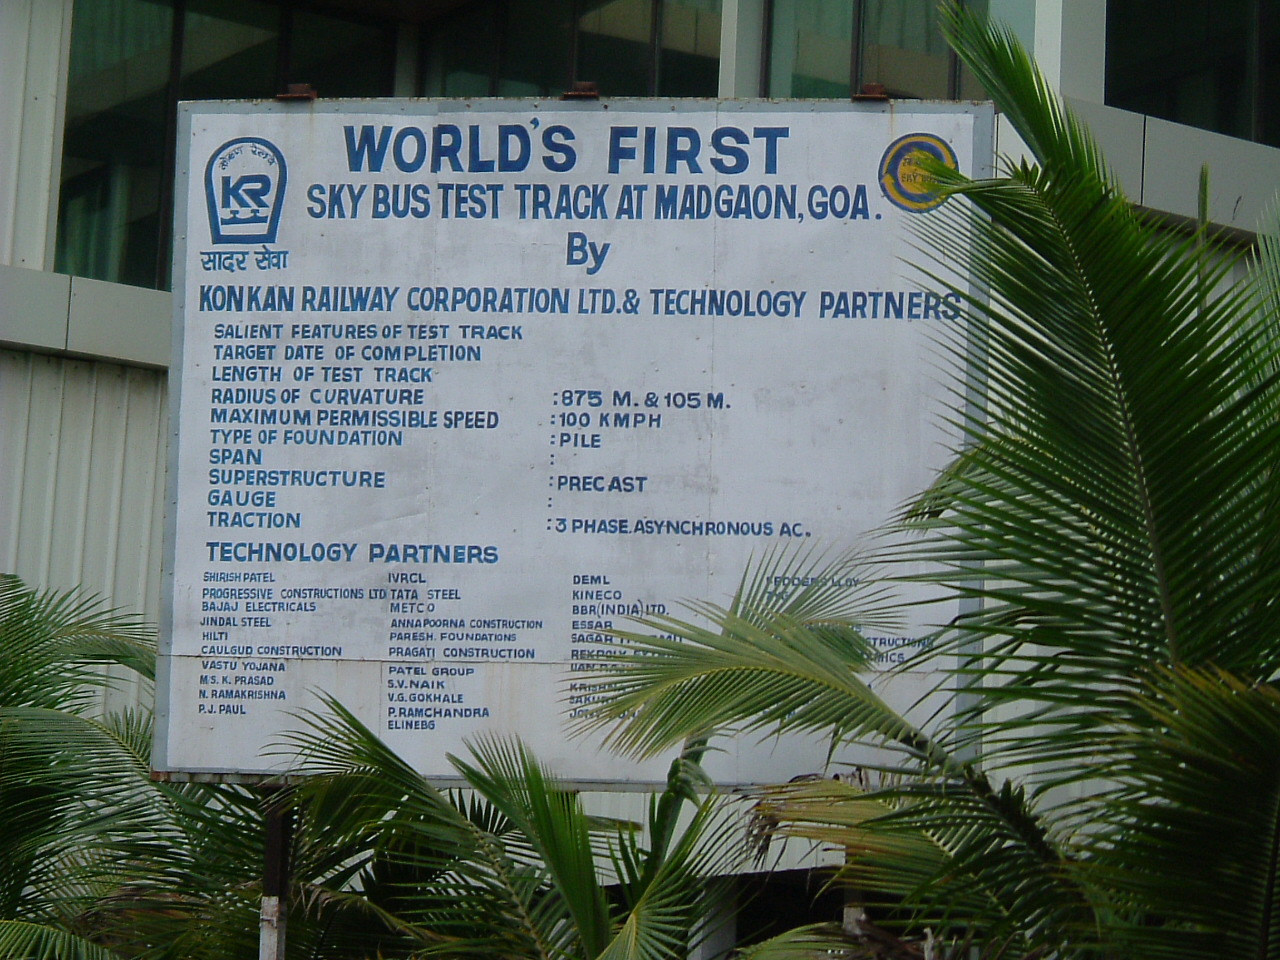 WORLD'S FIRST
SKY BUS TEST TRACK AT MADGAON, GOA.
कोंकण रेलवे
KR
सादर सेवा
By
KONKAN RAILWAY CORPORATION LTD.& TECHNOLOGY PARTNERS
SALIENT FEATURES OF TEST TRACK
TARGET DATE OF COMPLETION
LENGTH OF TEST TRACK
RADIUS OF CURVATURE :875 M. & 105 M.
MAXIMUM PERMISSIBLE SPEED :100 KMPH
TYPE OF FOUNDATION :PILE
SPAN :
SUPERSTRUCTURE :PRECAST
GAUGE :
TRACTION :3 PHASE.ASYNCHRONOUS AC.
TECHNOLOGY PARTNERS
SHIRISH PATEL
PROGRESSIVE CONSTRUCTIONS LTD
BAJAJ ELECTRICALS
JINDAL STEEL
HILTI
CAULGUD CONSTRUCTION
VASTU YOJANA
M.S. K. PRASAD
N. RAMAKRISHNA
P.J. PAUL
IVRCL
TATA STEEL
METCO
ANNAPOORNA CONSTRUCTION
PARESH. FOUNDATIONS
PRAGATI CONSTRUCTION
PATEL GROUP
S.V. NAIK
V.G. GOKHALE
P.RAMCHANDRA
ELINEBG
DEML
KINECO
BBR(INDIA) LTD.
ESSAR
SAGAR